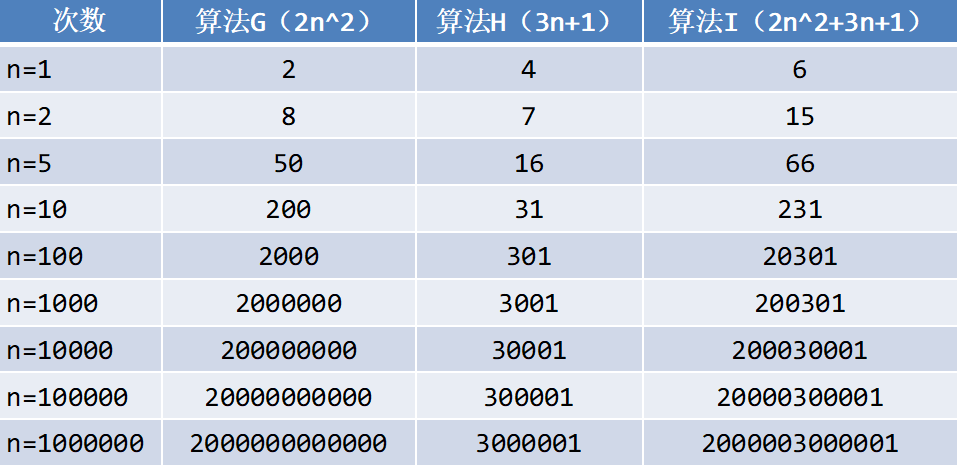 次数 算法G（2n^2） 算法H（3n+1） 算法I（2n^2+3n+1）
n=1 2 4 6
n=2 8 7 15
n=5 50 16 66
n=10 200 31 231
n=100 2000 301 20301
n=1000 2000000 3001 200301
n=10000 200000000 30001 200030001
n=100000 20000000000 300001 20000300001
n=1000000 2000000000000 3000001 2000003000001